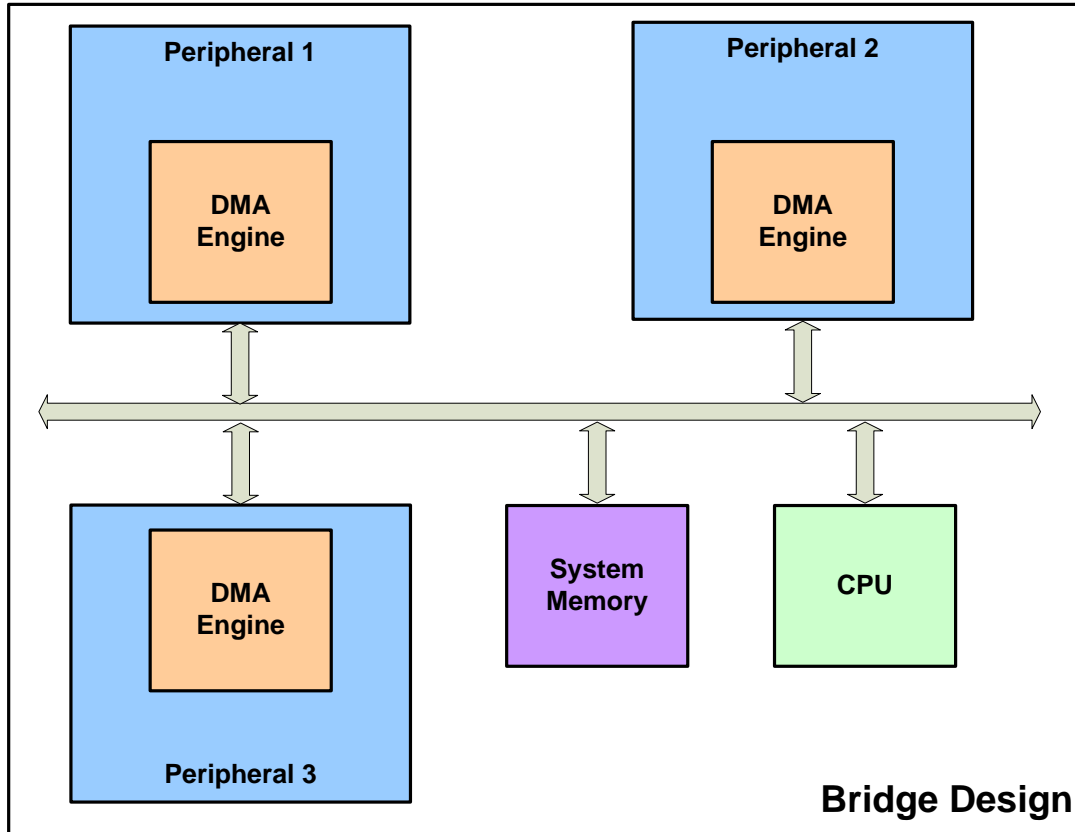 Peripheral 1
DMA
Engine
Peripheral 2
DMA
Engine
DMA
Engine
Peripheral 3
System
Memory
CPU
Bridge Design